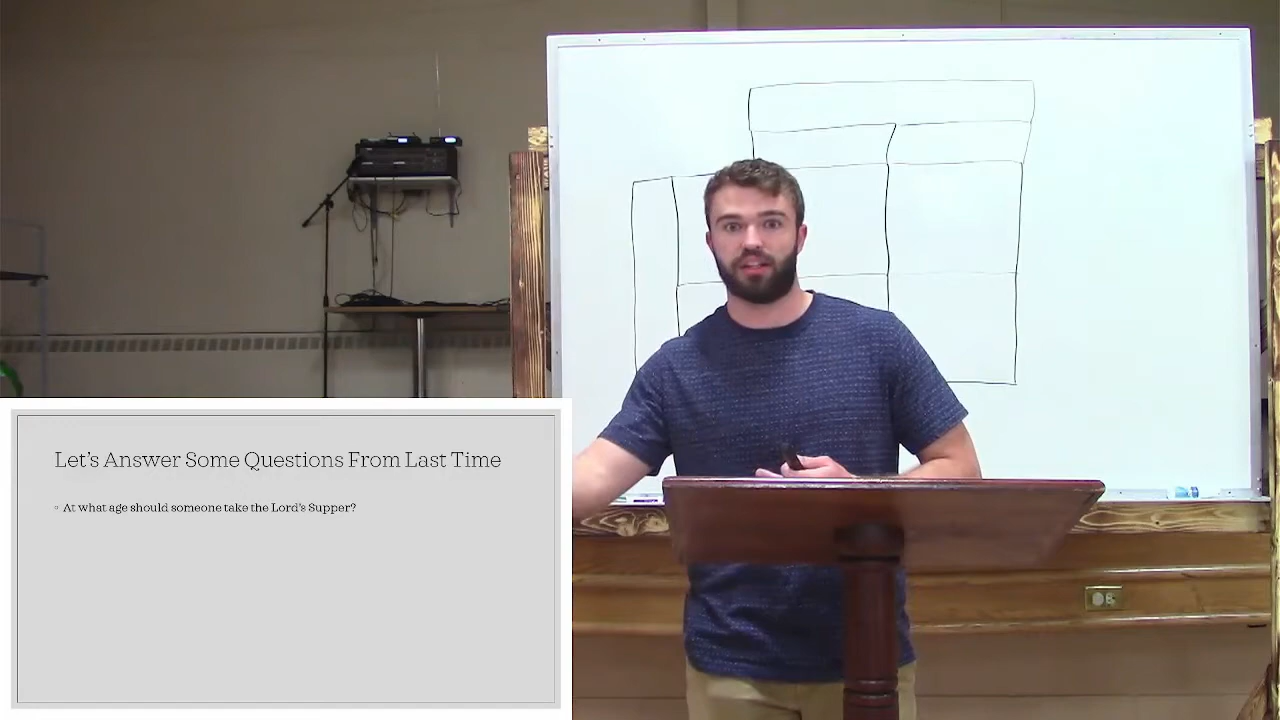 Let's Answer Some Questions From Last Time
▫ At what age should someone take the Lord's Supper?